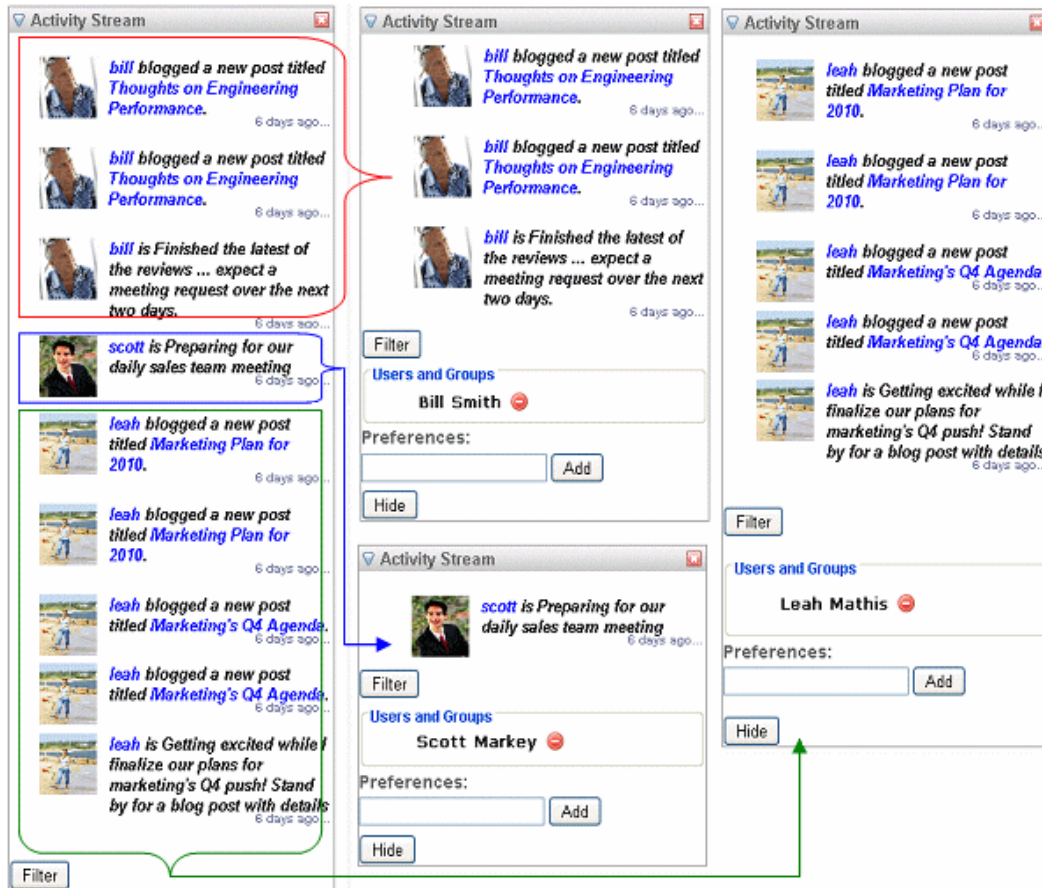 Activity Stream
bill blogged a new post titled
Thoughts on Engineering
Performance.
6 days ago...
bill blogged a new post titled
Thoughts on Engineering
Performance.
6 days ago...
bill is Finished the latest of
the reviews ... expect a
meeting request over the next
two days.
6 days ago...
scott is Preparing for our
daily sales team meeting
6 days ago...
leah blogged a new post
titled Marketing Plan for
2010.
6 days ago...
leah blogged a new post
titled Marketing Plan for
2010.
6 days ago...
leah blogged a new post
titled Marketing's Q4 Agenda.
6 days ago...
leah blogged a new post
titled Marketing's Q4 Agenda.
6 days ago...
leah is Getting excited while I
finalize our plans for
marketing's Q4 push! Stand
by for a blog post with details
6 days ago...
Filter
Activity Stream
bill blogged a new post titled
Thoughts on Engineering
Performance.
6 days ago...
bill blogged a new post titled
Thoughts on Engineering
Performance.
6 days ago...
bill is Finished the latest of
the reviews ... expect a
meeting request over the next
two days.
6 days ago...
Filter
Users and Groups
Bill Smith
Preferences:
Add
Hide
Activity Stream
scott is Preparing for our
daily sales team meeting
6 days ago...
Filter
Users and Groups
Scott Markey
Preferences:
Add
Hide
Activity Stream
leah blogged a new post
titled Marketing Plan for
2010.
6 days ago...
leah blogged a new post
titled Marketing Plan for
2010.
6 days ago...
leah blogged a new post
titled Marketing's Q4 Agenda
6 days ago...
leah blogged a new post
titled Marketing's Q4 Agenda
6 days ago...
leah is Getting excited while I
finalize our plans for
marketing's Q4 push! Stand
by for a blog post with details
6 days ago...
Filter
Users and Groups
Leah Mathis
Preferences:
Add
Hide